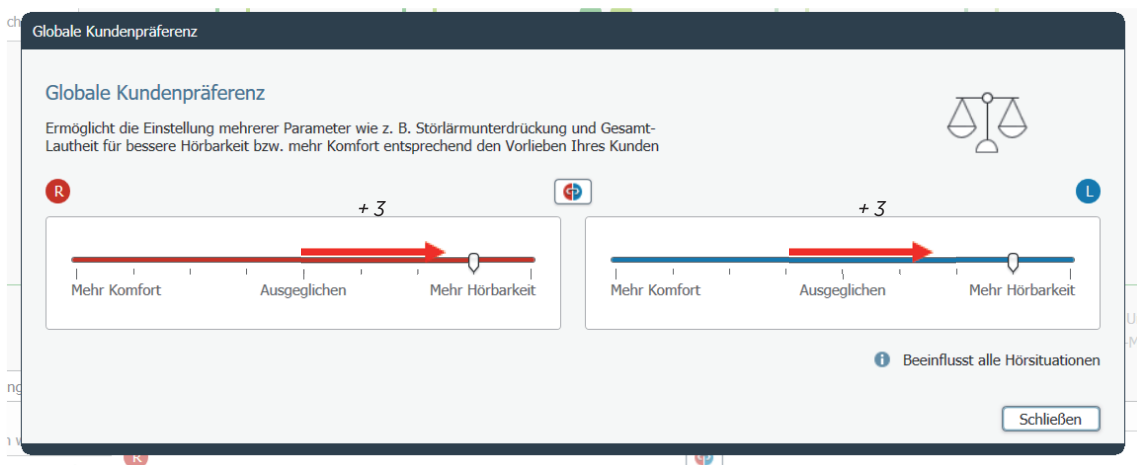 ch
Globale Kundenpräferenz
Globale Kundenpräferenz
Ermöglicht die Einstellung mehrerer Parameter wie z. B. Störlärmunterdrückung und Gesamt-
Lautheit für bessere Hörbarkeit bzw. mehr Komfort entsprechend den Vorlieben Ihres Kunden
R
L
+ 3
+ 3
Mehr Komfort Ausgeglichen Mehr Hörbarkeit
Mehr Komfort Ausgeglichen Mehr Hörbarkeit
i Beeinflusst alle Hörsituationen
ng
Schließen
R